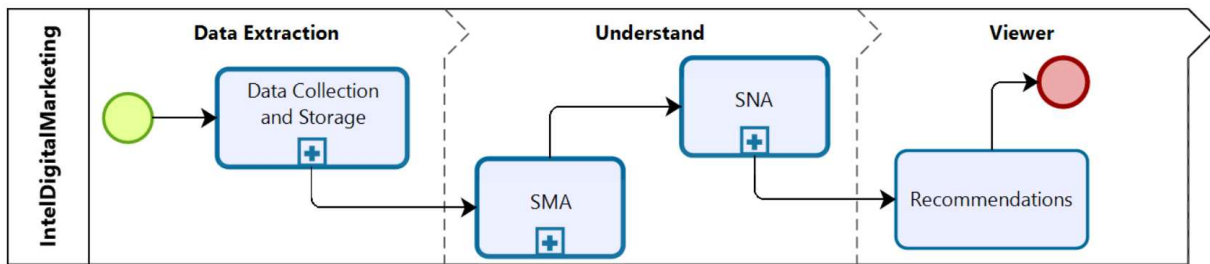 IntelDigitalMarketing
Data Extraction
Understand
Viewer
Data Collection
and Storage
SMA
SNA
Recommendations